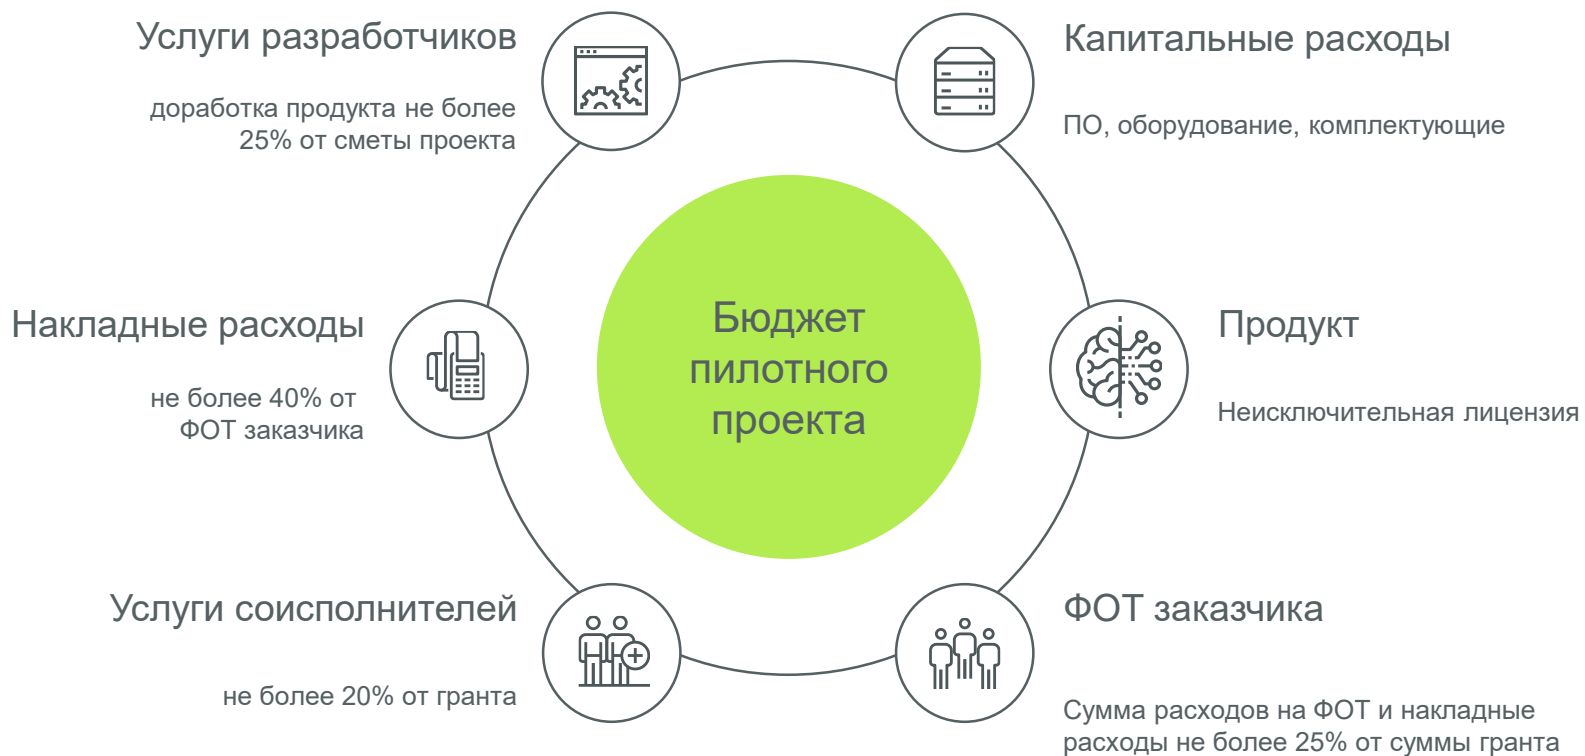 Услуги разработчиков
доработка продукта не более
25% от сметы проекта
Капитальные расходы
ПО, оборудование, комплектующие
Накладные расходы
не более 40% от
ФОТ заказчика
Бюджет
пилотного
проекта
Продукт
Неисключительная лицензия
Услуги соисполнителей
не более 20% от гранта
ФОТ заказчика
Сумма расходов на ФОТ и накладные
расходы не более 25% от суммы гранта